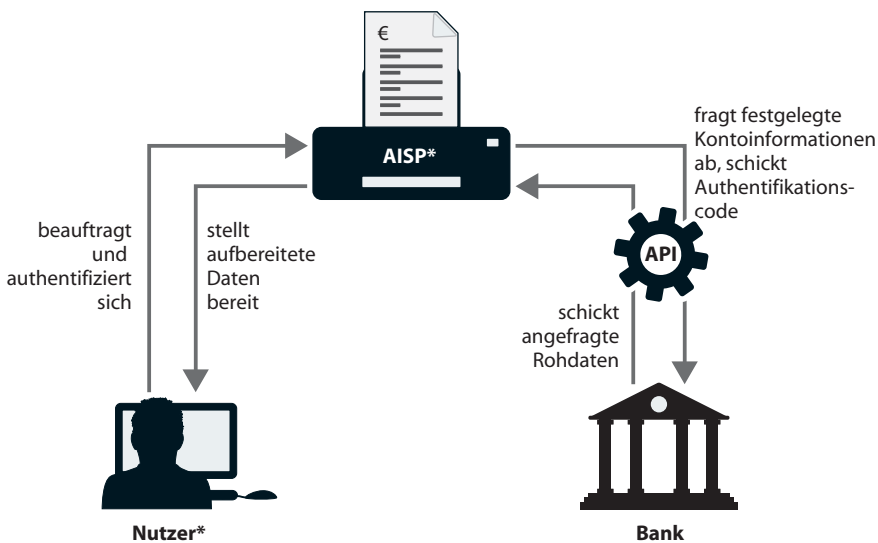 €
AISP*
fragt festgelegte
Kontoinformationen
ab, schickt
Authentifikations-
code
beauftragt
und
authentifiziert
sich
stellt
aufbereitete
Daten
bereit
API
schickt
angefragte
Rohdaten
Nutzer*
Bank